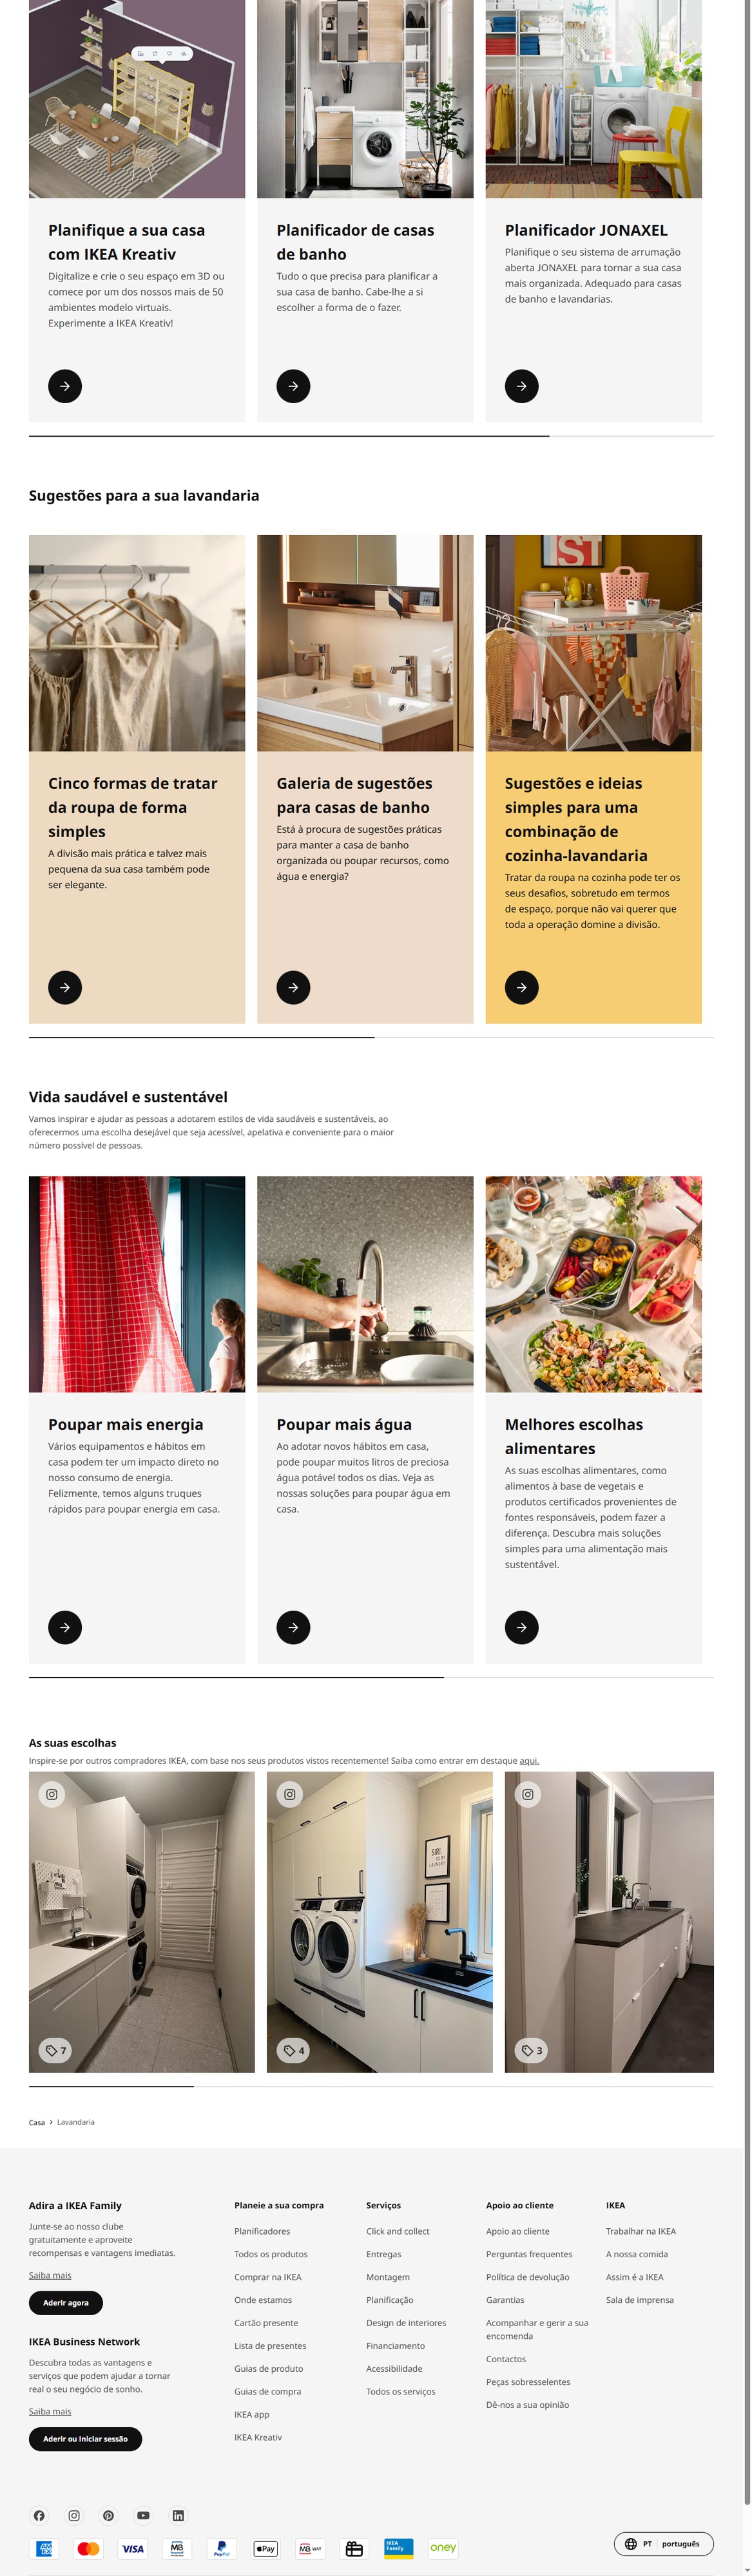 Planifique a sua casa
com IKEA Kreativ
Digitalize e crie o seu espaço em 3D ou
comece por um dos nossos mais de 50
ambientes modelo virtuais.
Experimente a IKEA Kreativ!
Planificador de casas
de banho
Tudo o que precisa para planificar a
sua casa de banho. Cabe-lhe a si
escolher a forma de o fazer.
Planificador JONAXEL
Planifique o seu sistema de arrumação
aberta JONAXEL para tornar a sua casa
mais organizada. Adequado para casas
de banho e lavandarias.
Sugestões para a sua lavandaria
Cinco formas de tratar
da roupa de forma
simples
A divisão mais prática e talvez mais
pequena da sua casa também pode
ser elegante.
Galeria de sugestões
para casas de banho
Está à procura de sugestões práticas
para manter a casa de banho
organizada ou poupar recursos, como
água e energia?
Sugestões e ideias
simples para uma
combinação de
cozinha-lavandaria
Tratar da roupa na cozinha pode ter os
seus desafios, sobretudo em termos
de espaço, porque não vai querer que
toda a operação domine a divisão.
Vida saudável e sustentável
Vamos inspirar e ajudar as pessoas a adotarem estilos de vida saudáveis e sustentáveis, ao
oferecermos uma escolha desejável que seja acessível, apelativa e conveniente para o maior
número possível de pessoas.
Poupar mais energia
Vários equipamentos e hábitos em
casa podem ter um impacto direto no
nosso consumo de energia.
Felizmente, temos alguns truques
rápidos para poupar energia em casa.
Poupar mais água
Ao adotar novos hábitos em casa,
pode poupar muitos litros de preciosa
água potável todos os dias. Veja as
nossas soluções para poupar água em
casa.
Melhores escolhas
alimentares
As suas escolhas alimentares, como
alimentos à base de vegetais e
produtos certificados provenientes de
fontes responsáveis, podem fazer a
diferença. Descubra mais soluções
simples para uma alimentação mais
sustentável.
As suas escolhas
Inspire-se por outros compradores IKEA, com base nos seus produtos vistos recentemente! Saiba como entrar em destaque aqui.
7
4
3
Casa › Lavandaria
Adira a IKEA Family
Junte-se ao nosso clube
gratuitamente e aproveite
recompensas e vantagens imediatas.
Saiba mais
Aderir agora
IKEA Business Network
Descubra todas as vantagens e
serviços que podem ajudar a tornar
real o seu negócio de sonho.
Saiba mais
Aderir ou Iniciar sessão
Planeie a sua compra
Planificadores
Todos os produtos
Comprar na IKEA
Onde estamos
Cartão presente
Lista de presentes
Guias de produto
Guias de compra
IKEA app
IKEA Kreativ
Serviços
Click and collect
Entregas
Montagem
Planificação
Design de interiores
Financiamento
Acessibilidade
Todos os serviços
Apoio ao cliente
Apoio ao cliente
Perguntas frequentes
Política de devolução
Garantias
Acompanhar e gerir a sua
encomenda
Contactos
Peças sobresselentes
Dê-nos a sua opinião
IKEA
Trabalhar na IKEA
A nossa comida
Assim é a IKEA
Sala de imprensa
AMEX
VISA
MB
PayPal
Pay
MB WAY
IKEA Family
oney
PT português